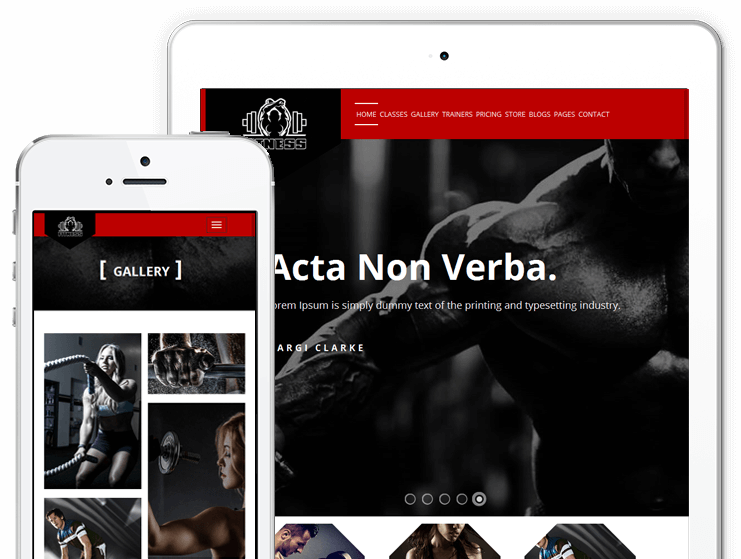 HOME CLASSES GALLERY TRAINERS PRICING STORE BLOGS PAGES CONTACT
Acta Non Verba.
orem Ipsum is simply dummy text of the printing and typesetting industry.
ARGI CLARKE
[ GALLERY ]